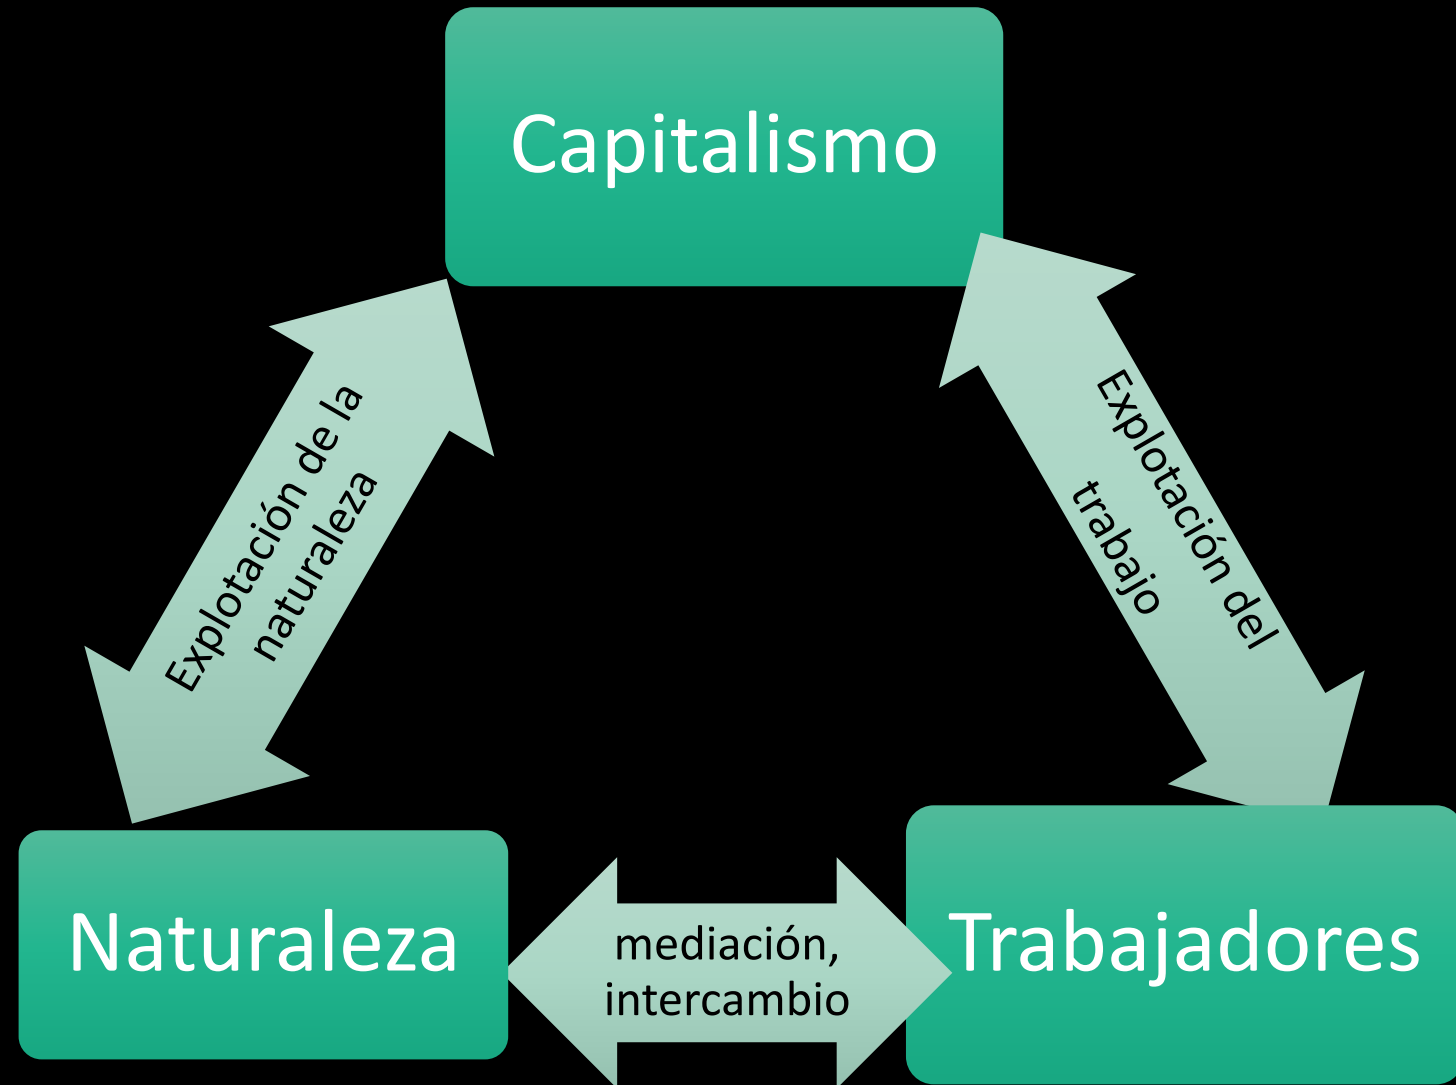 Capitalismo
Explotación de la
naturaleza
Explotación del
trabajo
Naturaleza
mediación,
intercambio
Trabajadores